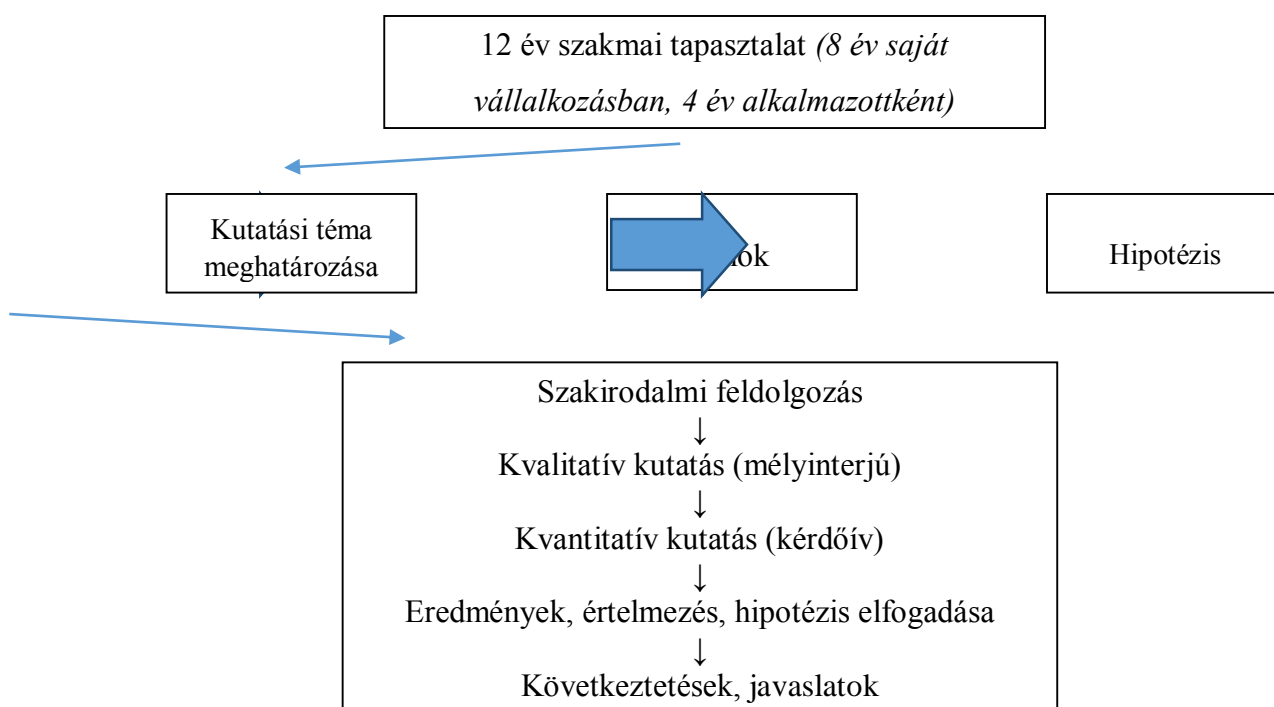 12 év szakmai tapasztalat (8 év saját
vállalkozásban, 4 év alkalmazottként)
Kutatási téma
meghatározása
Hipotézis
Szakirodalmi feldolgozás
↓
Kvalitatív kutatás (mélyinterjú)
↓
Kvantitatív kutatás (kérdőív)
↓
Eredmények, értelmezés, hipotézis elfogadása
↓
Következtetések, javaslatok